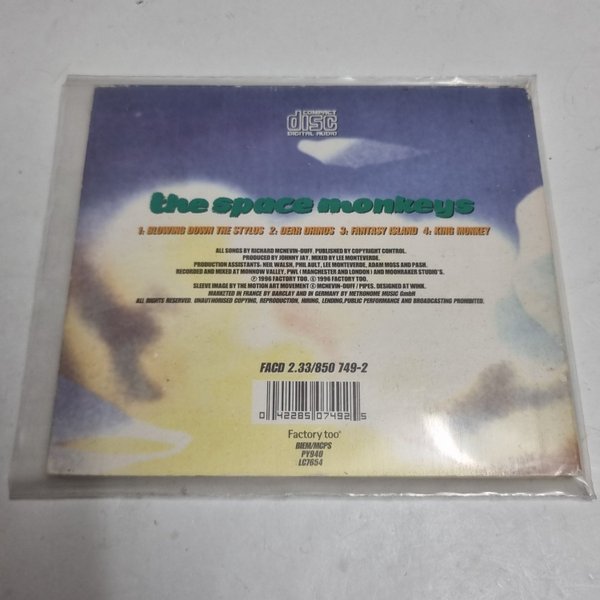 COMPACT
disc
DIGITAL AUDIO
the space monkeys
1: BLOWING DOWN THE STYLUS 2: DEAR DHINUS 3: FANTASY ISLAND 4: KING MONKEY
ALL SONGS BY RICHARD MCNEVIN-DUFF. PUBLISHED BY COPYRIGHT CONTROL.
PRODUCED BY JOHNNY JAY. MIXED BY LEE MONTEVERDE.
PRODUCTION ASSISTANTS: NEIL WALSH, PHIL AULT, LEE MONTEVERDE, ADAM MOSS AND PASH.
RECORDED AND MIXED AT MONNOW VALLEY, PWL (MANCHESTER AND LONDON) AND MOONRAKER STUDIO'S.
℗ 1996 FACTORY TOO. © 1996 FACTORY TOO.
SLEEVE IMAGE BY THE MOTION ART MOVEMENT © MCNEVIN-DUFF / PIPES. DESIGNED AT WINK.
MARKETED IN FRANCE BY BARCLAY AND IN GERMANY BY METRONOME MUSIC GmbH
ALL RIGHTS RESERVED. UNAUTHORISED COPYING, REPRODUCTION, HIRING, LENDING,PUBLIC PERFORMANCE AND BROADCASTING PROHIBITED.
FACD 2.33/850 749-2
0 42285 07492 5
Factory too
BIEM/MCPS
PY940
LC7654